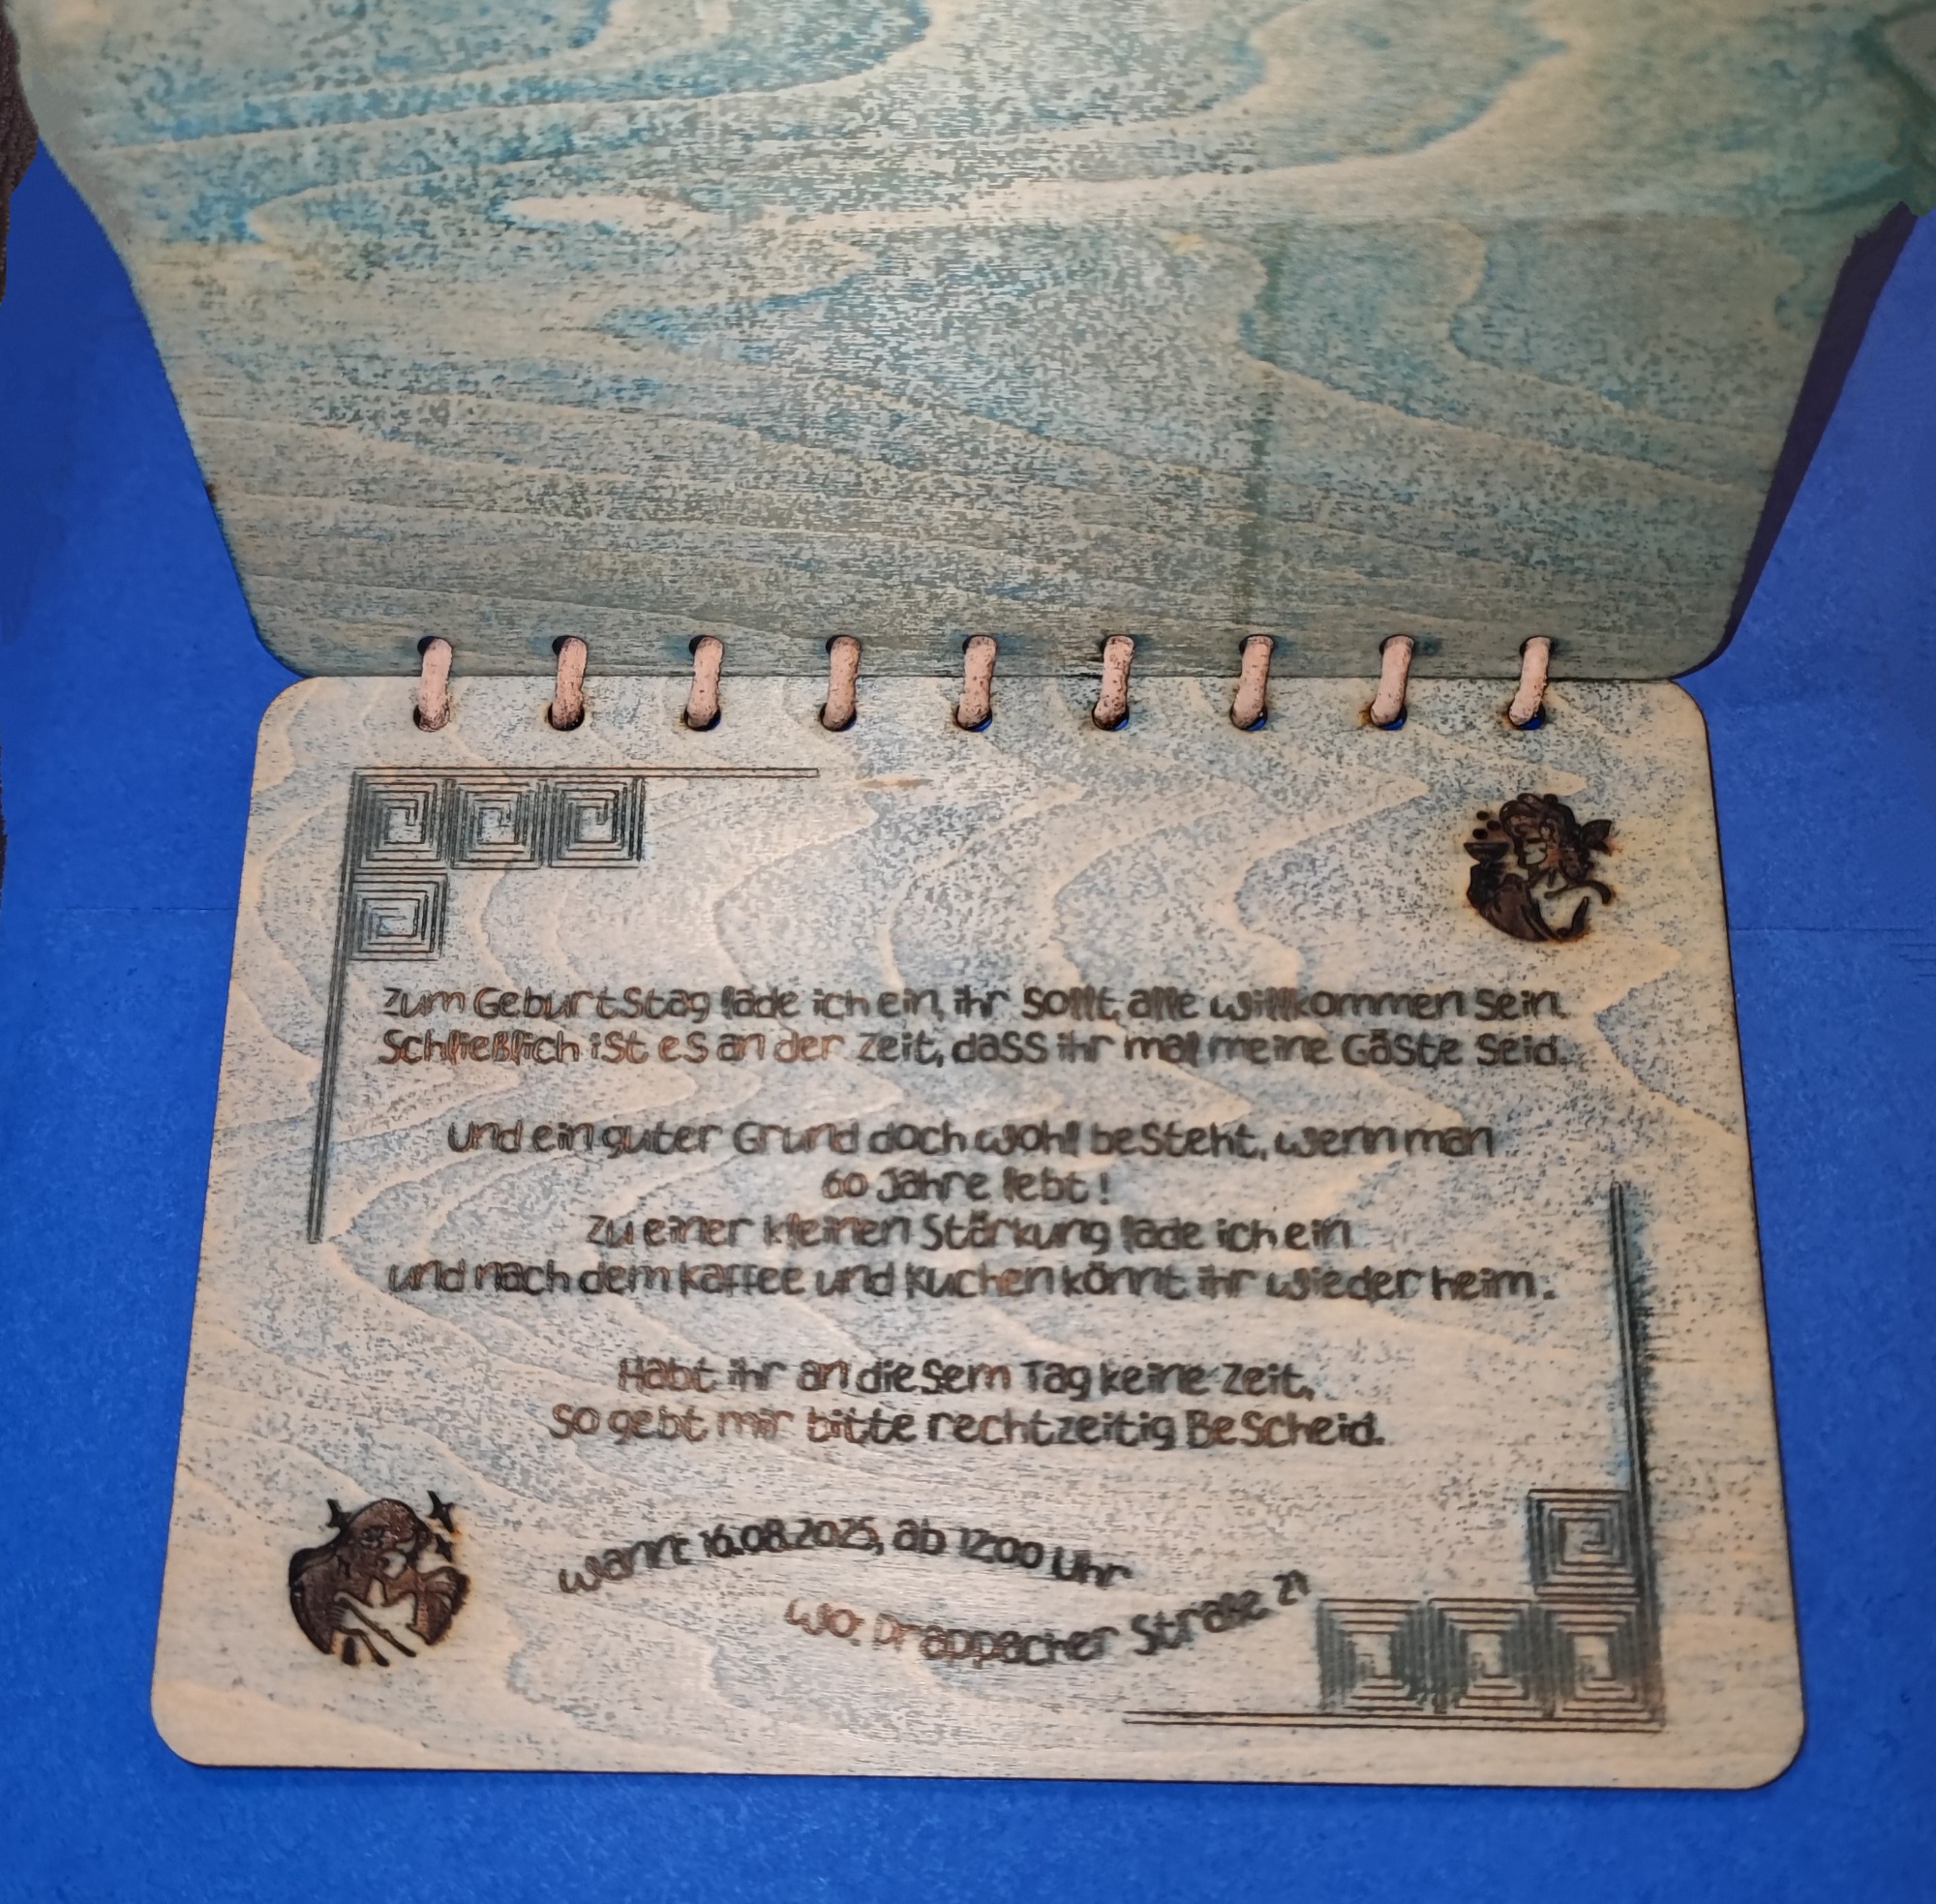 Zum Geburtstag lade ich ein, ihr sollt alle willkommen sein.
Schließlich ist es an der Zeit, dass ihr mal meine Gäste seid.
Und ein guter Grund doch wohl besteht, wenn man
60 Jahre lebt!
Zu einer kleinen Stärkung lade ich ein
und nach dem Kaffee und Kuchen könnt ihr wieder heim.
Habt ihr an diesem Tag keine Zeit,
so gebt mir bitte rechtzeitig Bescheid.
Wann: 16.08.2025, ab 12:00 Uhr
Wo: Drappacher Straße 21